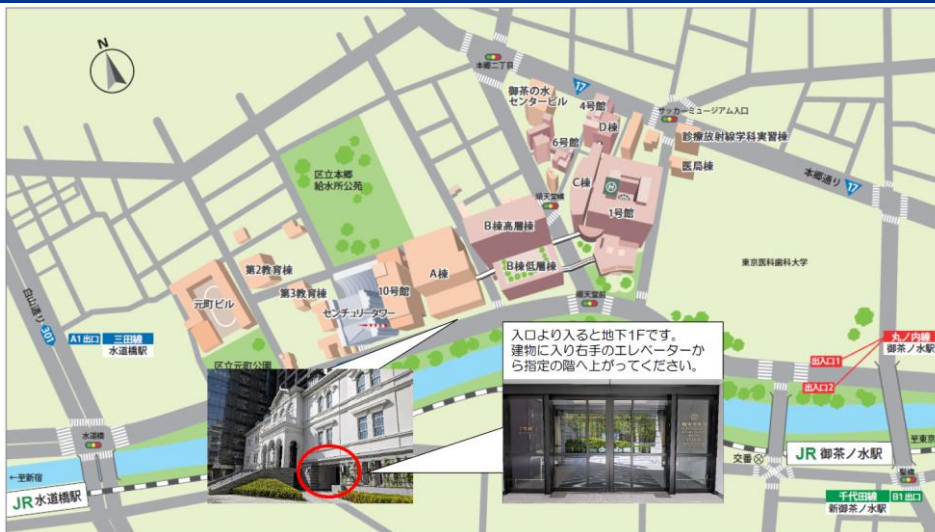 N
本郷二丁目
17
御茶の水
センタービル
4号館
サッカーミュージアム入口
D棟
6号館
診療放射線学科実習棟
医局棟
区立本郷
給水所公苑
C棟
H
本郷通り 17
順天堂前
1号館
B棟高層棟
東京医科歯科大学
第2教育棟
A棟
B棟低層棟
元町ビル
第3教育棟
10号館
センチュリータワー
順天堂前
白山通り 301
A1出口 三田線
水道橋駅
区立元町公園
入口より入ると地下1Fです。
建物に入り右手のエレベーターか
ら指定の階へ上がってください。
丸ノ内線
御茶ノ水駅
出入口1
出入口2
水道橋
←至新宿
JR 水道橋駅
交番
JR 御茶ノ水駅
至東京
聖橋
千代田線 B1出口
新御茶ノ水駅